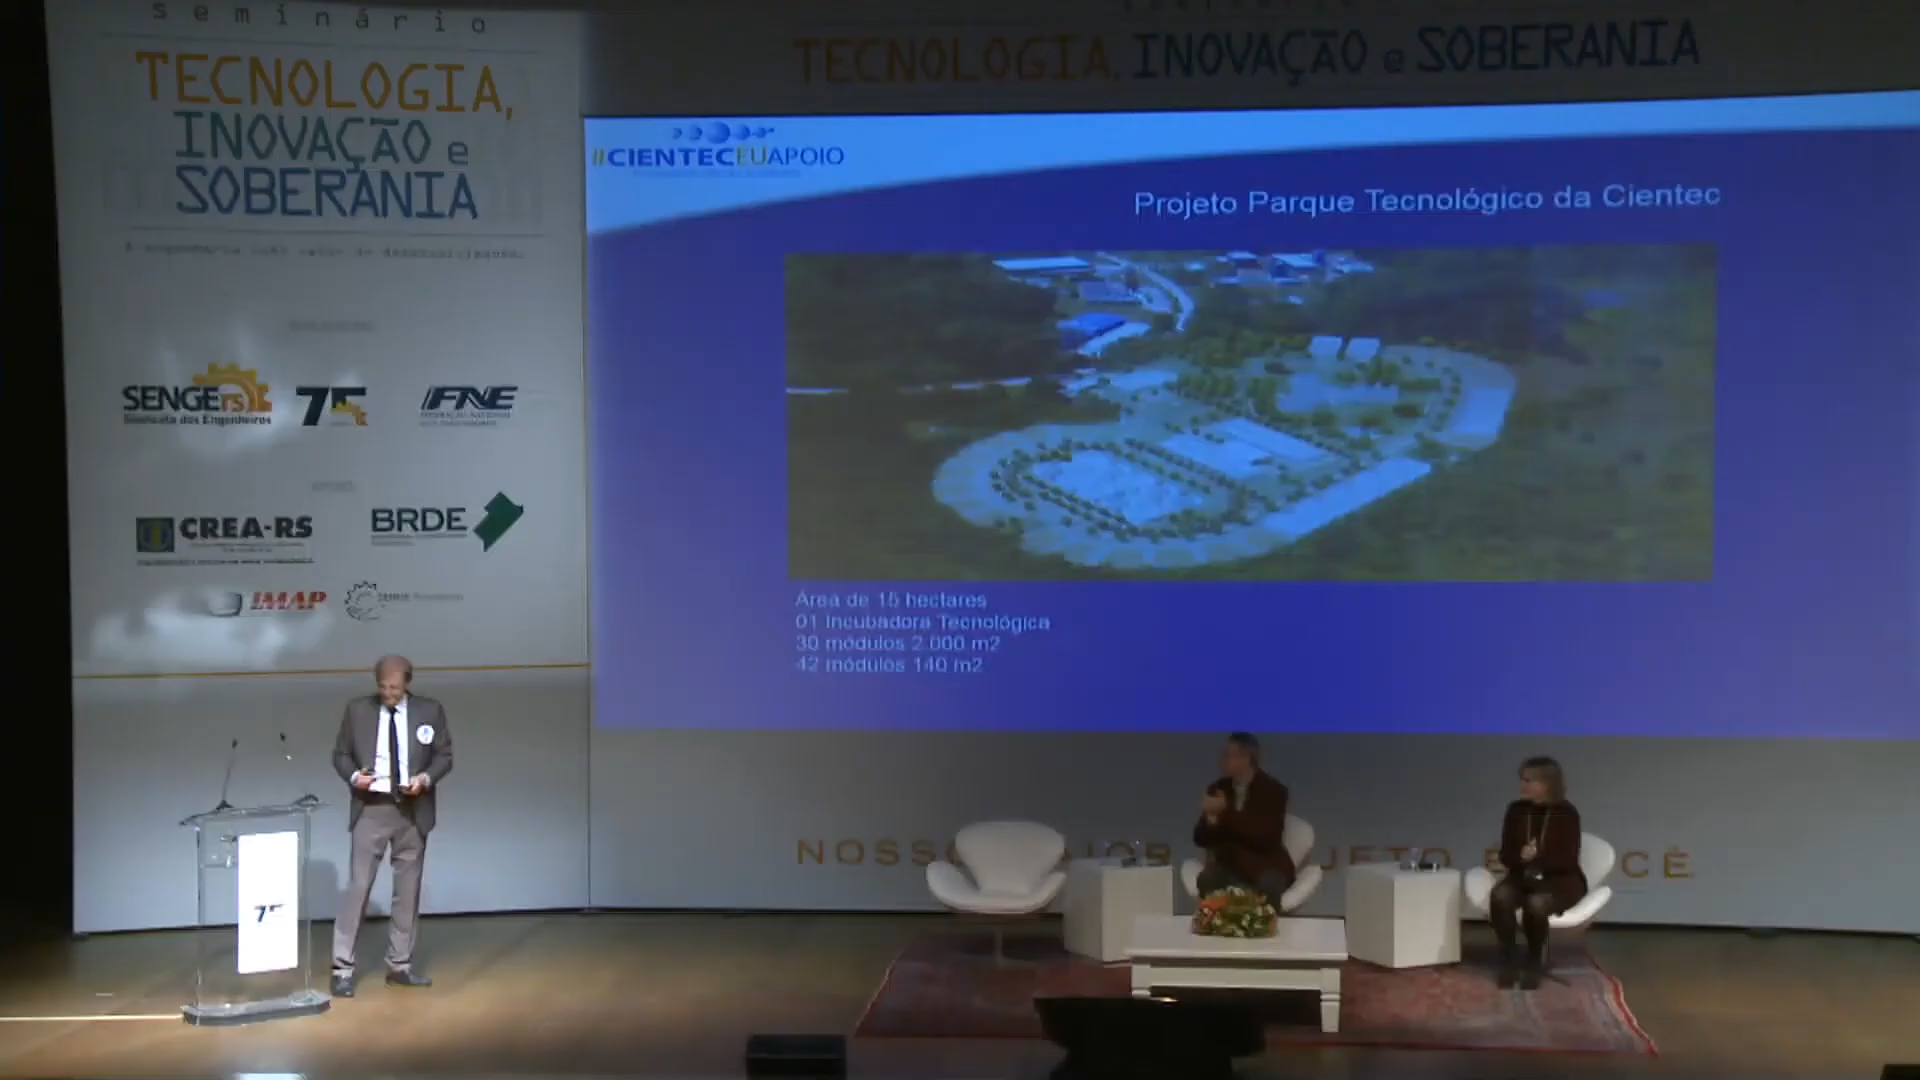 seminário
TECNOLOGIA,
INOVAÇÃO e
SOBERANIA
SENGE RS
Sindicato dos Engenheiros
75
FNE
CREA-RS
BRDE
IMAP
SENGE
TECNOLOGIA, INOVAÇÃO e SOBERANIA
#CIENTECEUAPOIO
Projeto Parque Tecnológico da Cientec
Área de 15 hectares
01 Incubadora Tecnológica
30 módulos 2.000 m2
42 módulos 140 m2
75